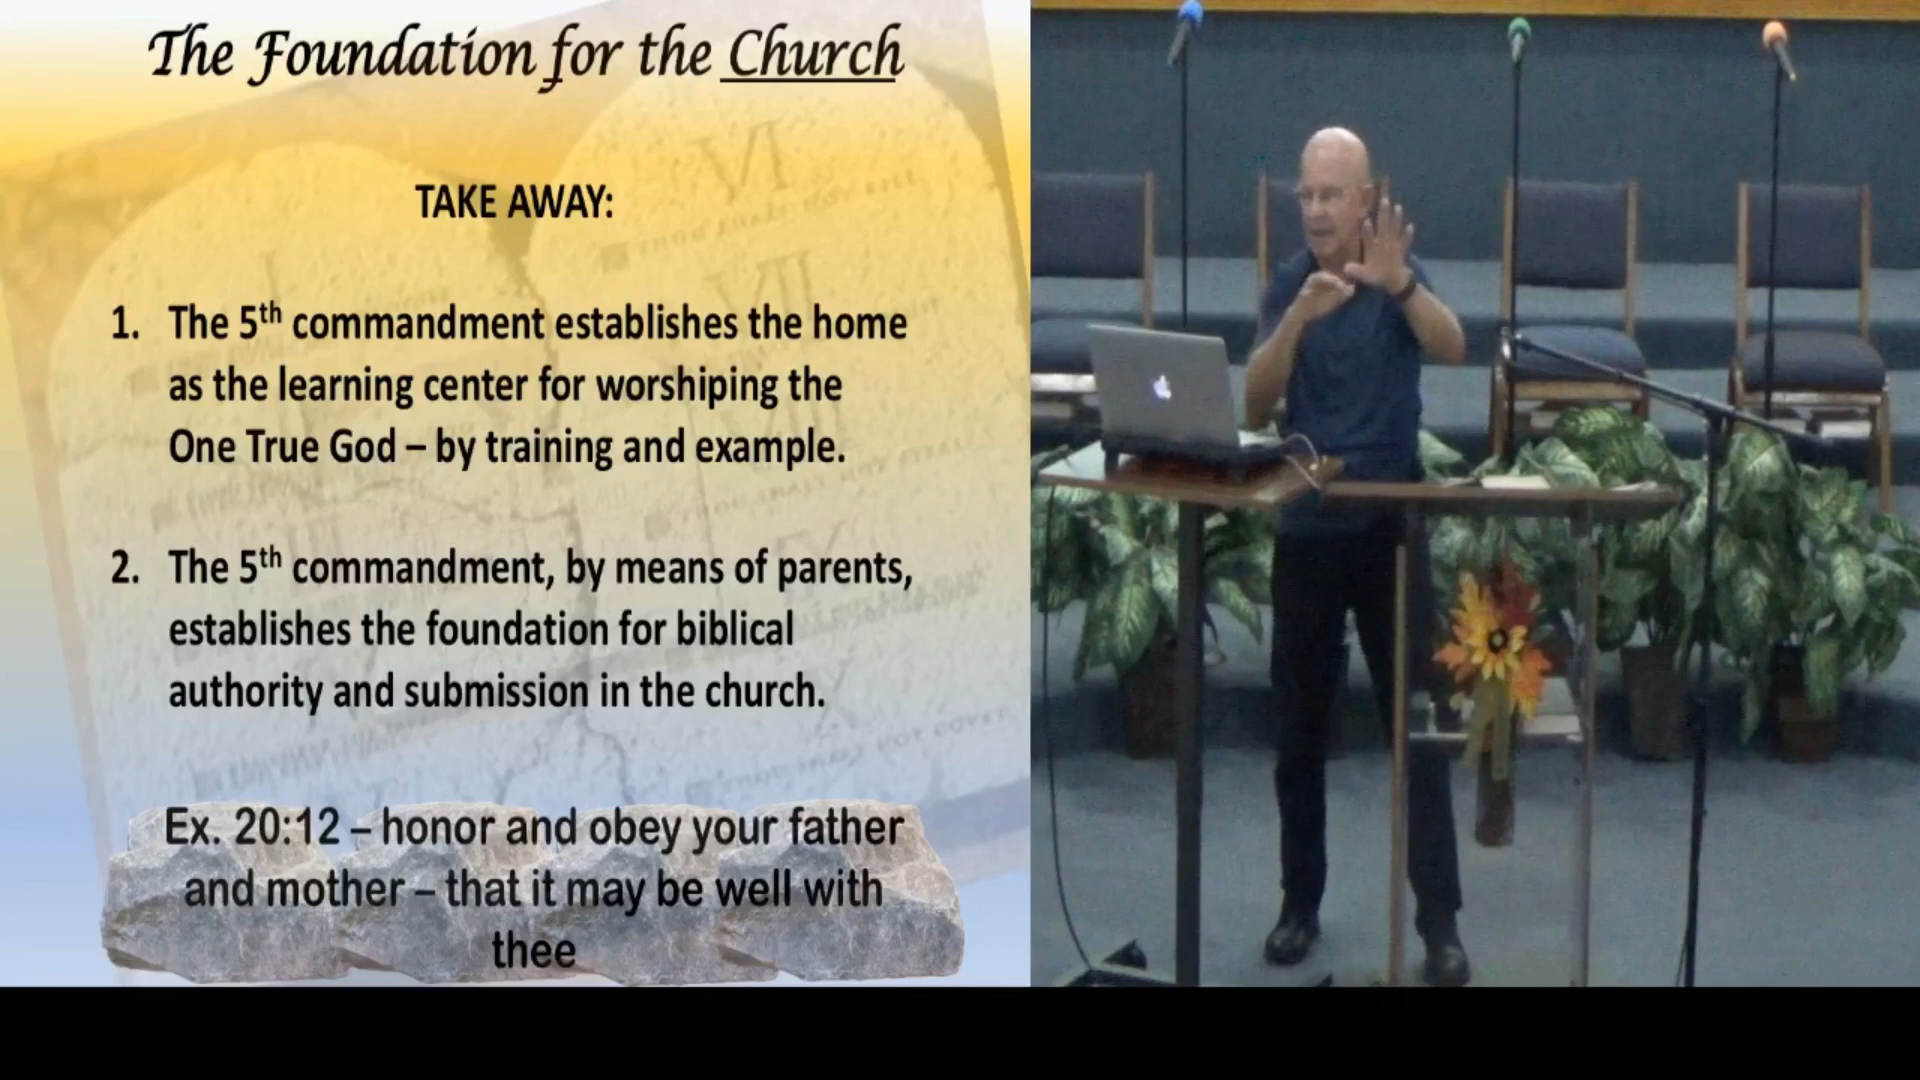 The Foundation for the Church
TAKE AWAY:
1. The 5th commandment establishes the home
as the learning center for worshiping the
One True God – by training and example.
2. The 5th commandment, by means of parents,
establishes the foundation for biblical
authority and submission in the church.
Ex. 20:12 – honor and obey your father
and mother – that it may be well with
thee